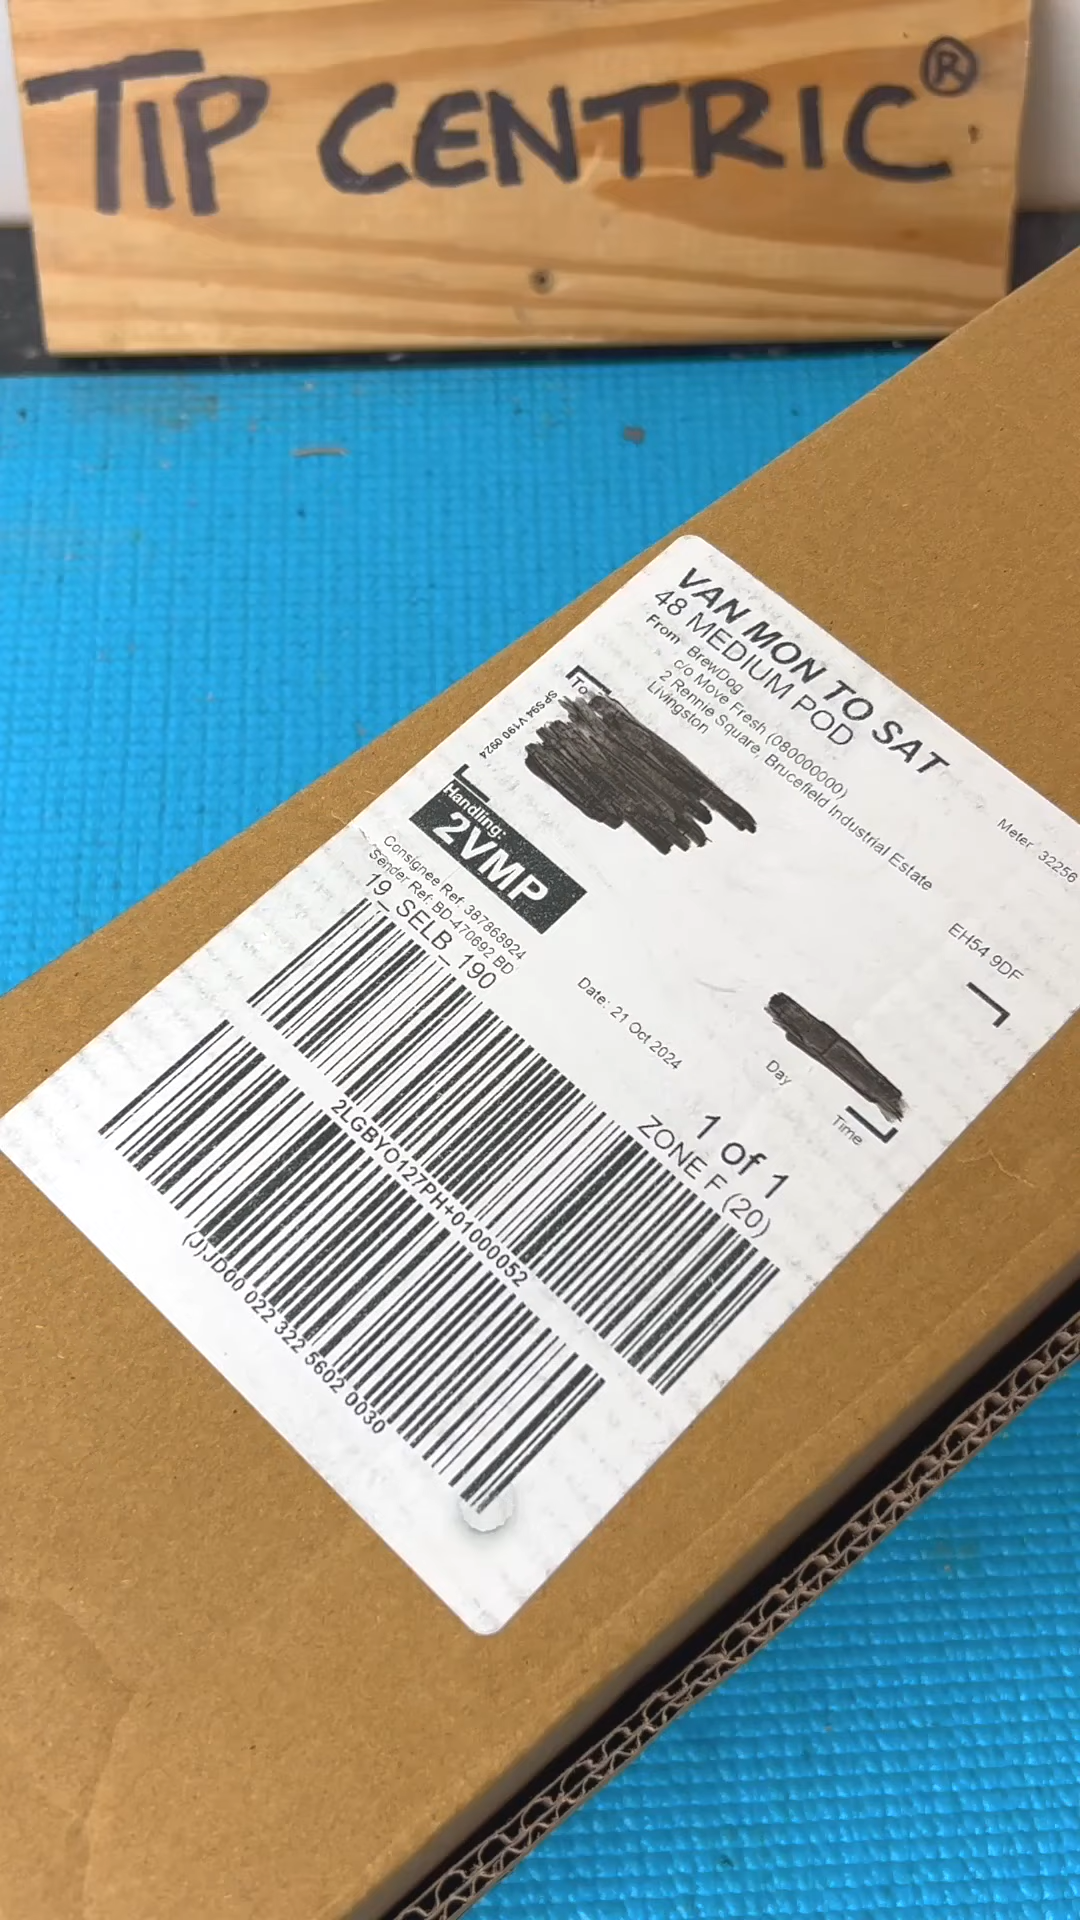 TIP CENTRIC®
VAN MON TO SAT
48 MEDIUM POD
From BrewDog
c/o Move Fresh (080000000)
2 Rennie Square, Brucefield Industrial Estate
Livingston
Meter 32256
EH54 9DF
To
SPS94 V190 0924
Handling:
2VMP
Consignee Ref: 387868924
Sender Ref: BD-470692 BD
Date: 21 Oct 2024
Day
Time
19_SELB_190
1 of 1
ZONE F (20)
2LGBYO127PH+01000052
(J)JD00 022 322 5602 0030